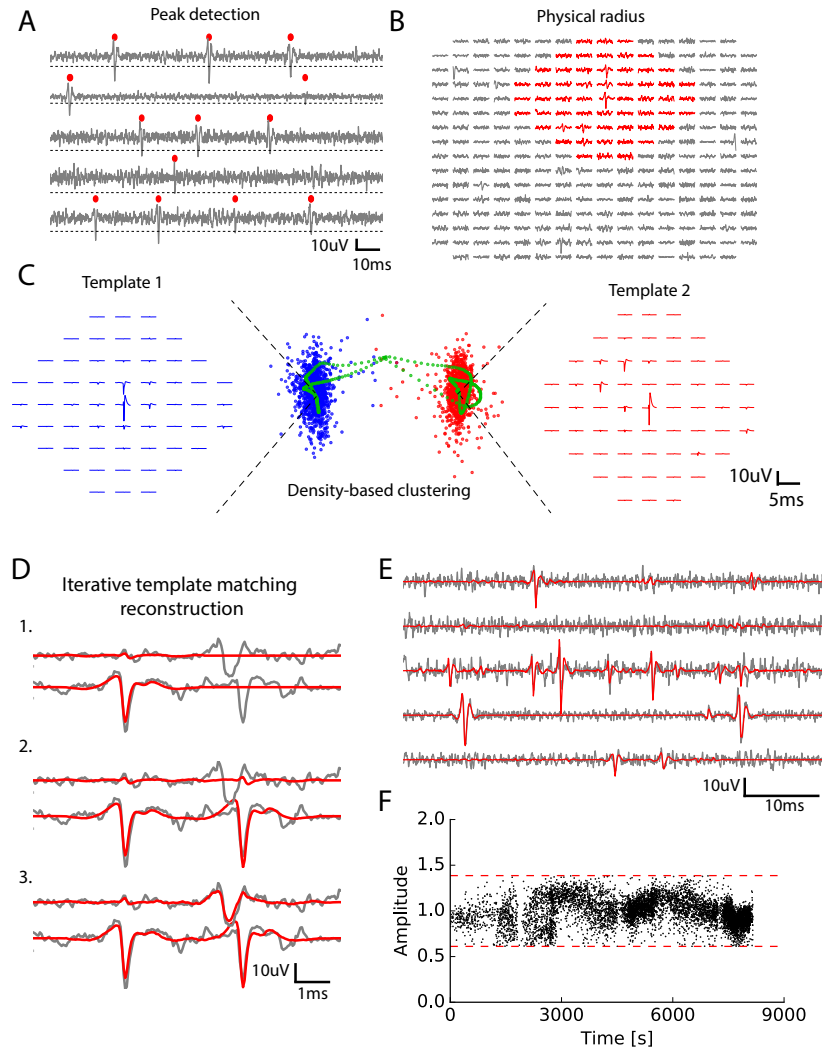 A
Peak detection
10uV
10ms
B
Physical radius
C
Template 1
Template 2
Density-based clustering
10uV
5ms
D
Iterative template matching
reconstruction
1.
2.
3.
10uV
1ms
E
10uV
10ms
F
2.0
1.5
1.0
0.5
0.0
Amplitude
0
3000
6000
9000
Time [s]